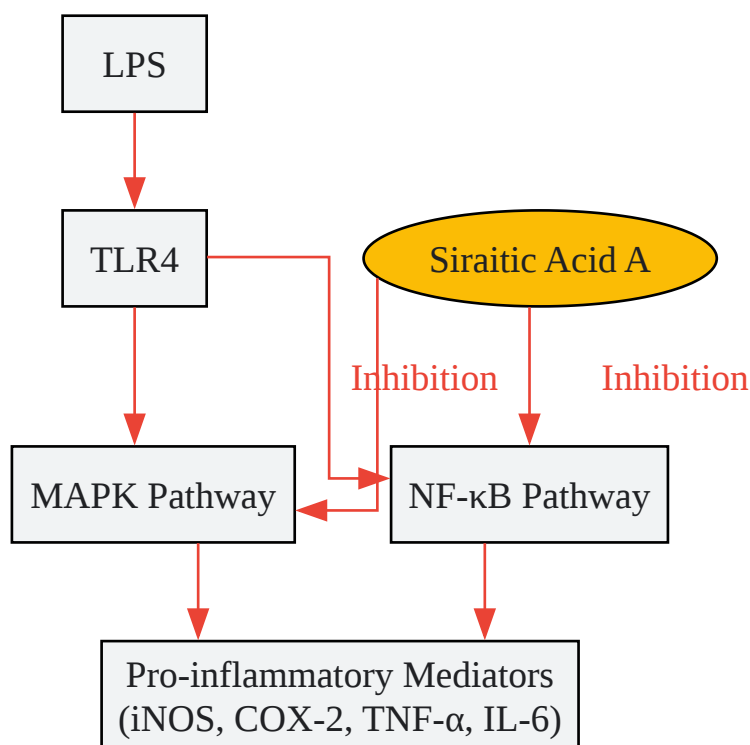 LPS
TLR4
Siraitic Acid A
Inhibition
Inhibition
MAPK Pathway
NF-κB Pathway
Pro-inflammatory Mediators
(iNOS, COX-2, TNF-α, IL-6)